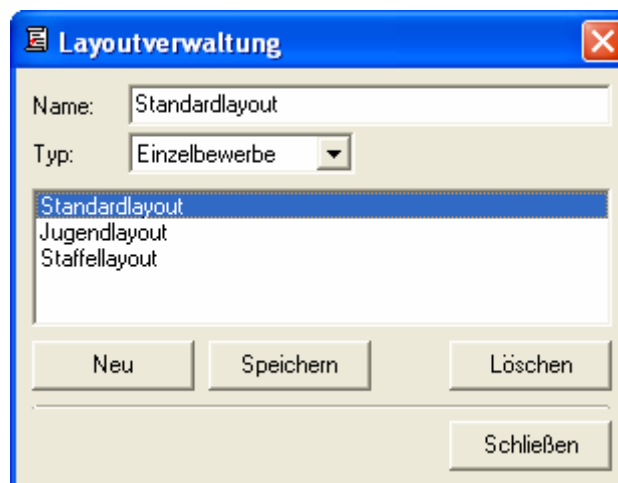 Layoutverwaltung
Name: Standardlayout
Typ: Einzelbewerbe
Standardlayout
Jugendlayout
Staffellayout
Neu Speichern Löschen
Schließen